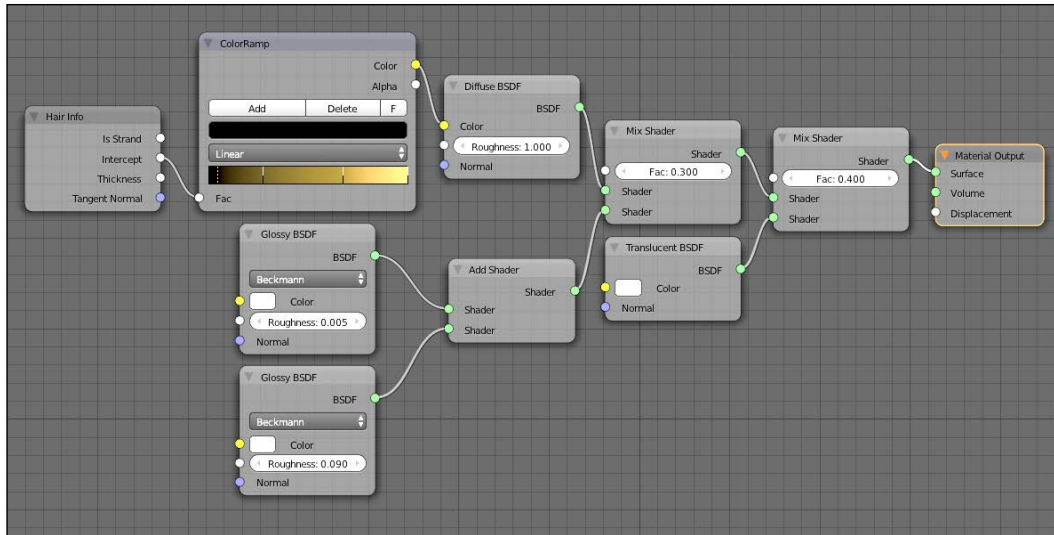 Hair Info
Is Strand
Intercept
Thickness
Tangent Normal
ColorRamp
Color
Alpha
Add Delete F
Linear
Fac
Diffuse BSDF
BSDF
Color
Roughness: 1.000
Normal
Glossy BSDF
BSDF
Beckmann
Color
Roughness: 0.005
Normal
Glossy BSDF
BSDF
Beckmann
Color
Roughness: 0.090
Normal
Add Shader
Shader
Shader
Shader
Mix Shader
Shader
Fac: 0.300
Shader
Shader
Translucent BSDF
BSDF
Color
Normal
Mix Shader
Shader
Fac: 0.400
Shader
Shader
Material Output
Surface
Volume
Displacement